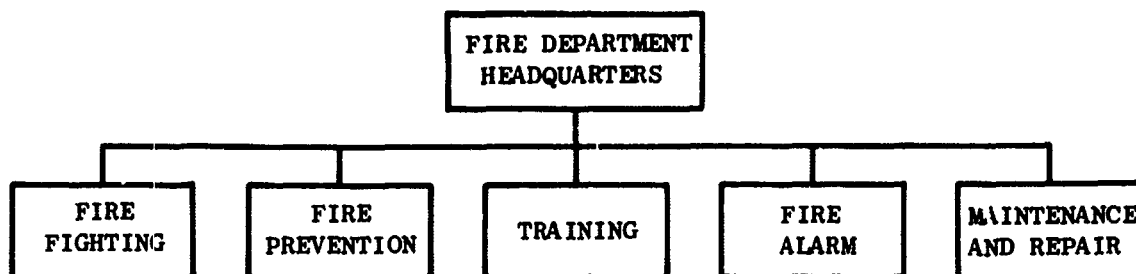 FIRE DEPARTMENT
HEADQUARTERS
FIRE
FIGHTING
FIRE
PREVENTION
TRAINING
FIRE
ALARM
MAINTENANCE
AND REPAIR